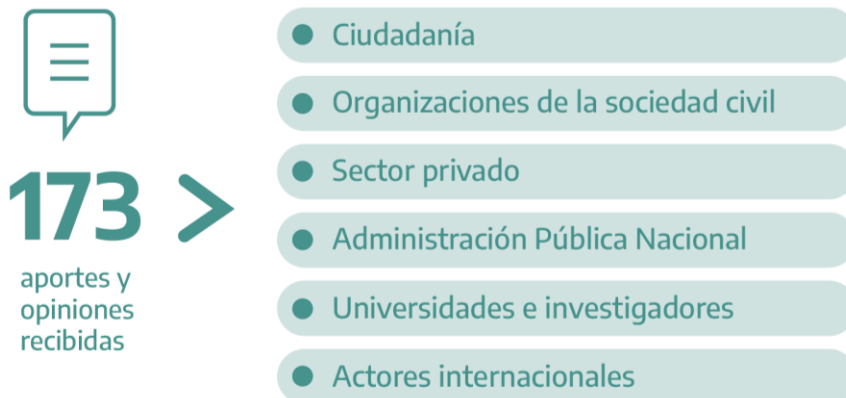 173
aportes y
opiniones
recibidas
Ciudadanía
Organizaciones de la sociedad civil
Sector privado
Administración Pública Nacional
Universidades e investigadores
Actores internacionales